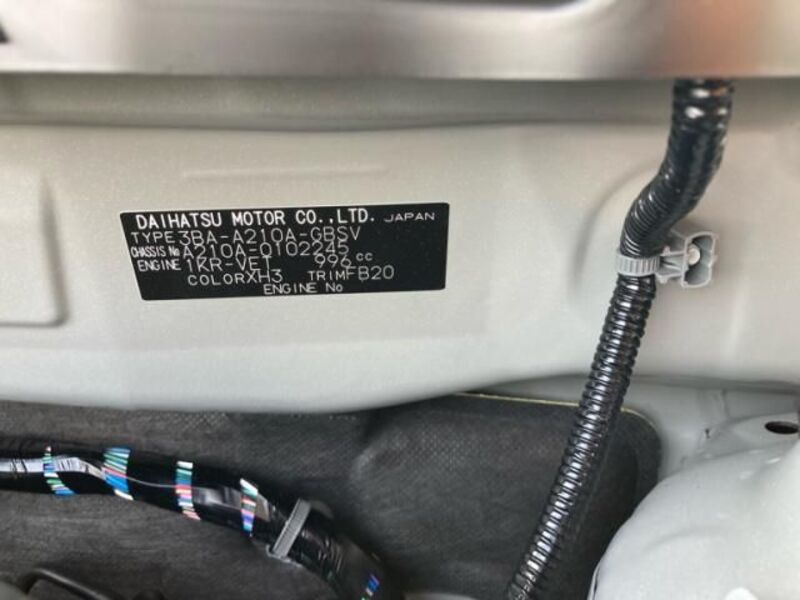 DAIHATSU MOTOR CO.,LTD. JAPAN
TYPE 3BA-A210A-GBSV
CHASSIS No A210A-0102245
ENGINE 1KR-VET 996 cc
COLOR XH3 TRIM FB20
ENGINE No